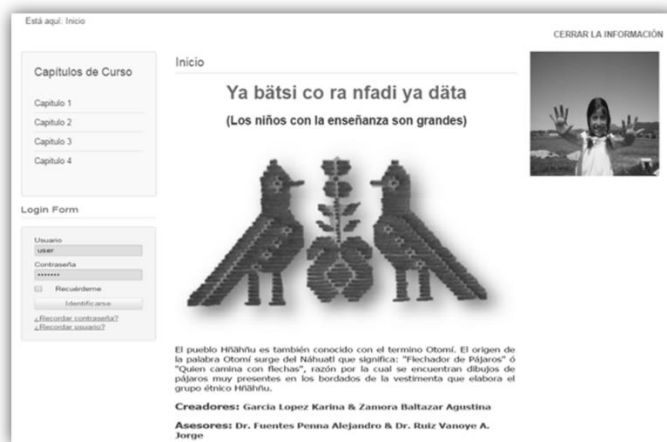 Está aquí: Inicio
CERRAR LA INFORMACIÓN
Capítulos de Curso
Capitulo 1
Capitulo 2
Capitulo 3
Capitulo 4
Login Form
Usuario
user
Contraseña
•••••••
Recuérdeme
Identificarse
¿Recordar contraseña?
¿Recordar usuario?
Inicio
Ya bätsi co ra nfadi ya däta
(Los niños con la enseñanza son grandes)
El pueblo Hñähñu es también conocido con el termino Otomí. El origen de
la palabra Otomí surge del Náhuatl que significa: "Flechador de Pájaros" ó
"Quien camina con flechas", razón por la cual se encuentran dibujos de
pájaros muy presentes en los bordados de la vestimenta que elabora el
grupo étnico Hñähñu.
Creadores: Garcia Lopez Karina & Zamora Baltazar Agustina
Asesores: Dr. Fuentes Penna Alejandro & Dr. Ruiz Vanoye A.
Jorge